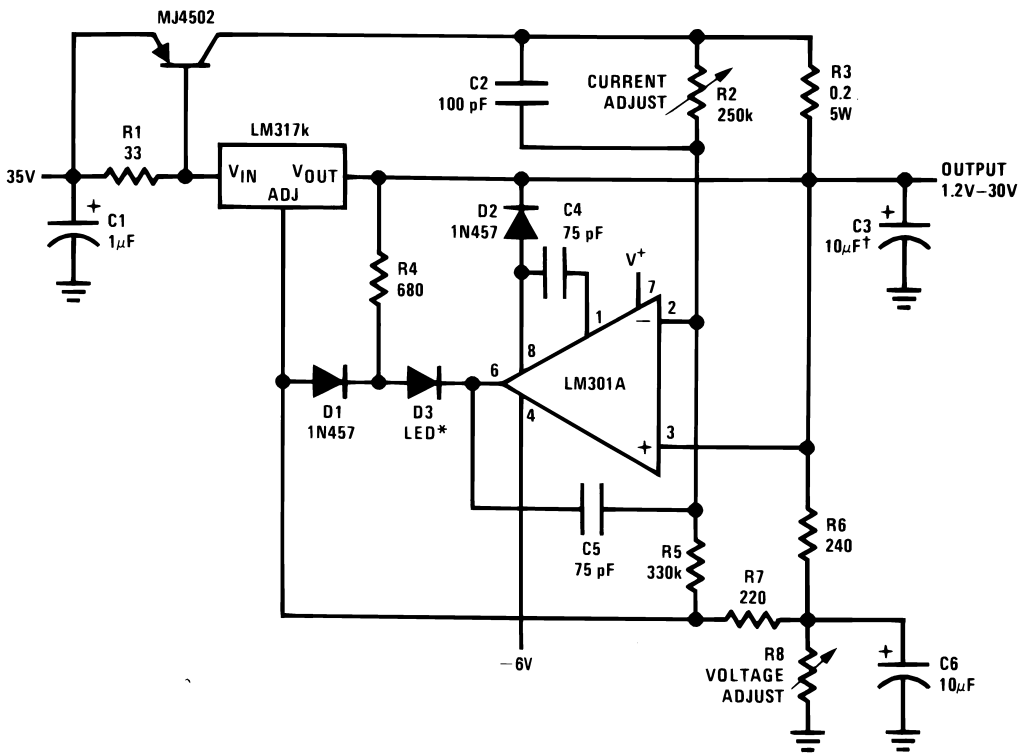 MJ4502
R1
33
LM317k
VIN
VOUT
ADJ
35V
C1
+
1μF
C2
100 pF
CURRENT
ADJUST
R2
250k
R3
0.2
5W
OUTPUT
1.2V–30V
+
C3
10μF†
D2
1N457
C4
75 pF
R4
680
V+
7
1
2
−
8
6
LM301A
4
3
+
D1
1N457
D3
LED*
C5
75 pF
R5
330k
R6
240
R7
220
−6V
R8
VOLTAGE
ADJUST
+
C6
10μF